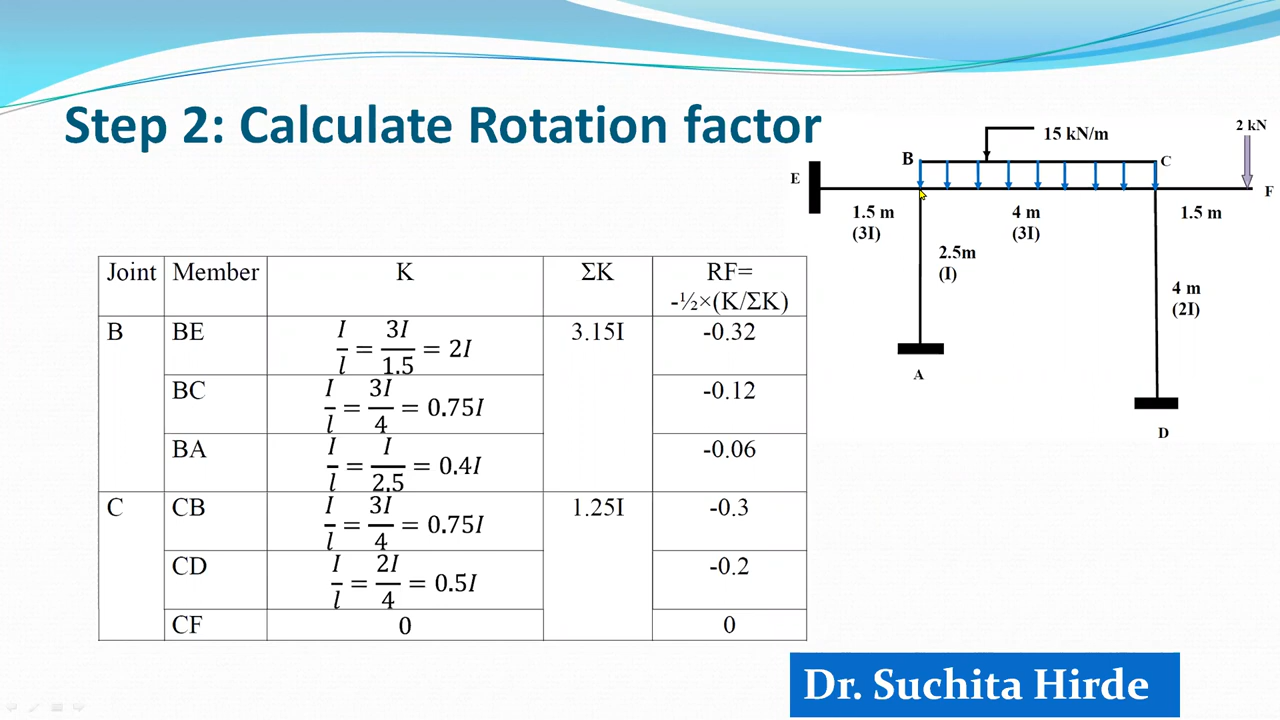 Step 2: Calculate Rotation factor
15 kN/m
2 kN
B
C
E
F
1.5 m
(3I)
4 m
(3I)
1.5 m
2.5m
(I)
4 m
(2I)
A
D
Joint Member K ΣK RF=
-½×(K/ΣK)
B BE I/l = 3I/1.5 = 2I 3.15I -0.32
BC I/l = 3I/4 = 0.75I -0.12
BA I/l = I/2.5 = 0.4I -0.06
C CB I/l = 3I/4 = 0.75I 1.25I -0.3
CD I/l = 2I/4 = 0.5I -0.2
CF 0 0
Dr. Suchita Hirde